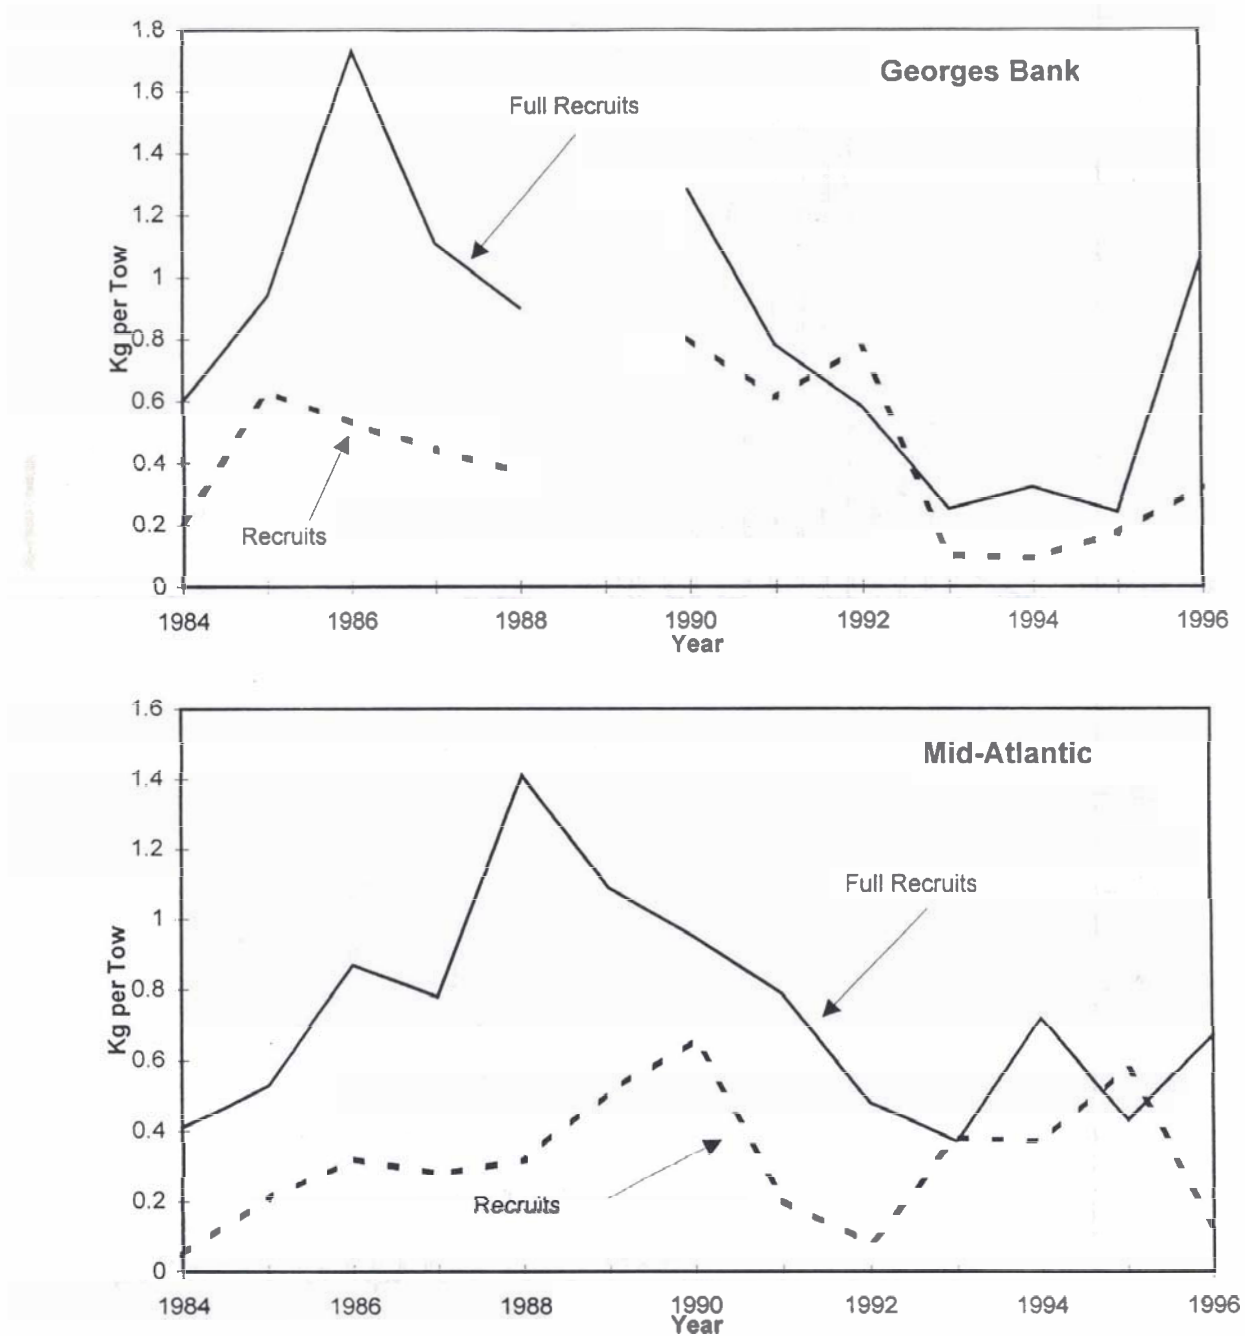 1.8
Georges Bank
1.6
Full Recruits
1.4
1.2
1
Kg per Tow
0.8
0.6
0.4
Recruits
0.2
0
1984 1986 1988 1990 1992 1994 1996
Year
1.6
Mid-Atlantic
1.4
1.2
Full Recruits
1
Kg per Tow
0.8
0.6
0.4
Recruits
0.2
0
1984 1986 1988 1990 1992 1994 1996
Year